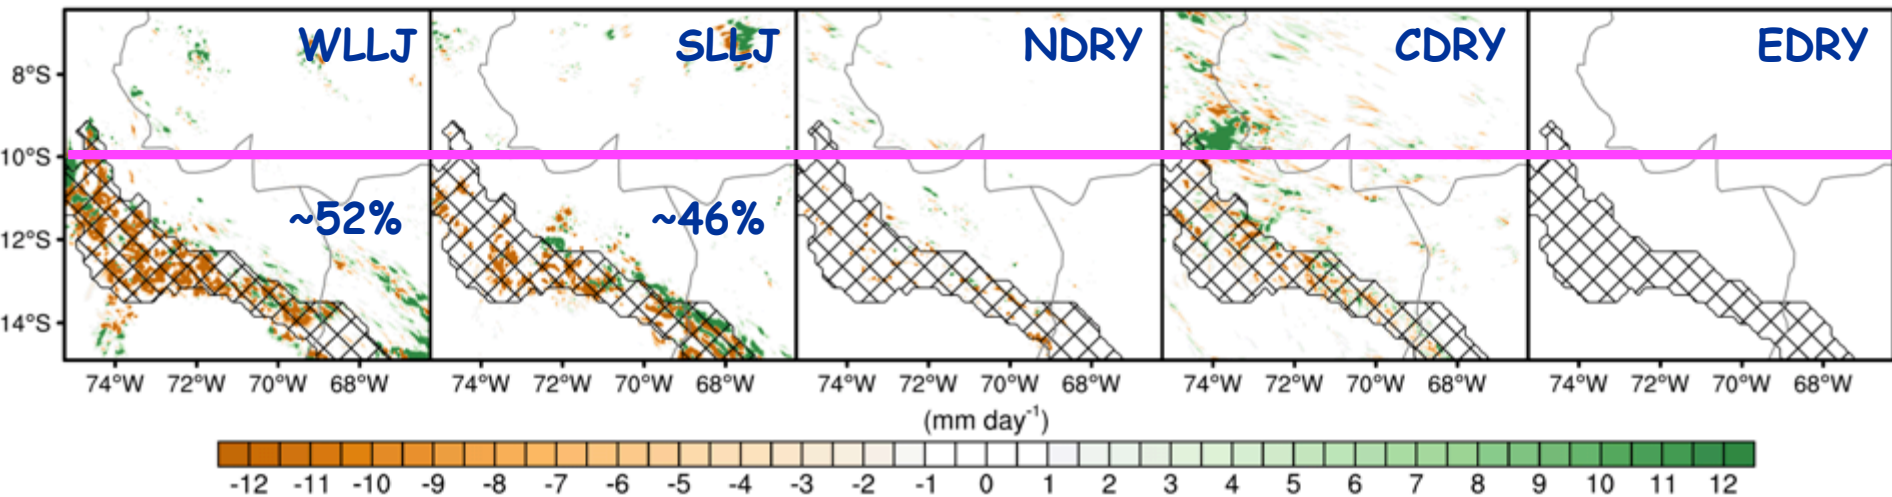 WLLJ SLLJ NDRY CDRY EDRY
8°S
10°S
~52% ~46%
12°S
14°S
74°W 72°W 70°W 68°W 74°W 72°W 70°W 68°W 74°W 72°W 70°W 68°W 74°W 72°W 70°W 68°W 74°W 72°W 70°W 68°W
(mm day⁻¹)
-12 -11 -10 -9 -8 -7 -6 -5 -4 -3 -2 -1 0 1 2 3 4 5 6 7 8 9 10 11 12